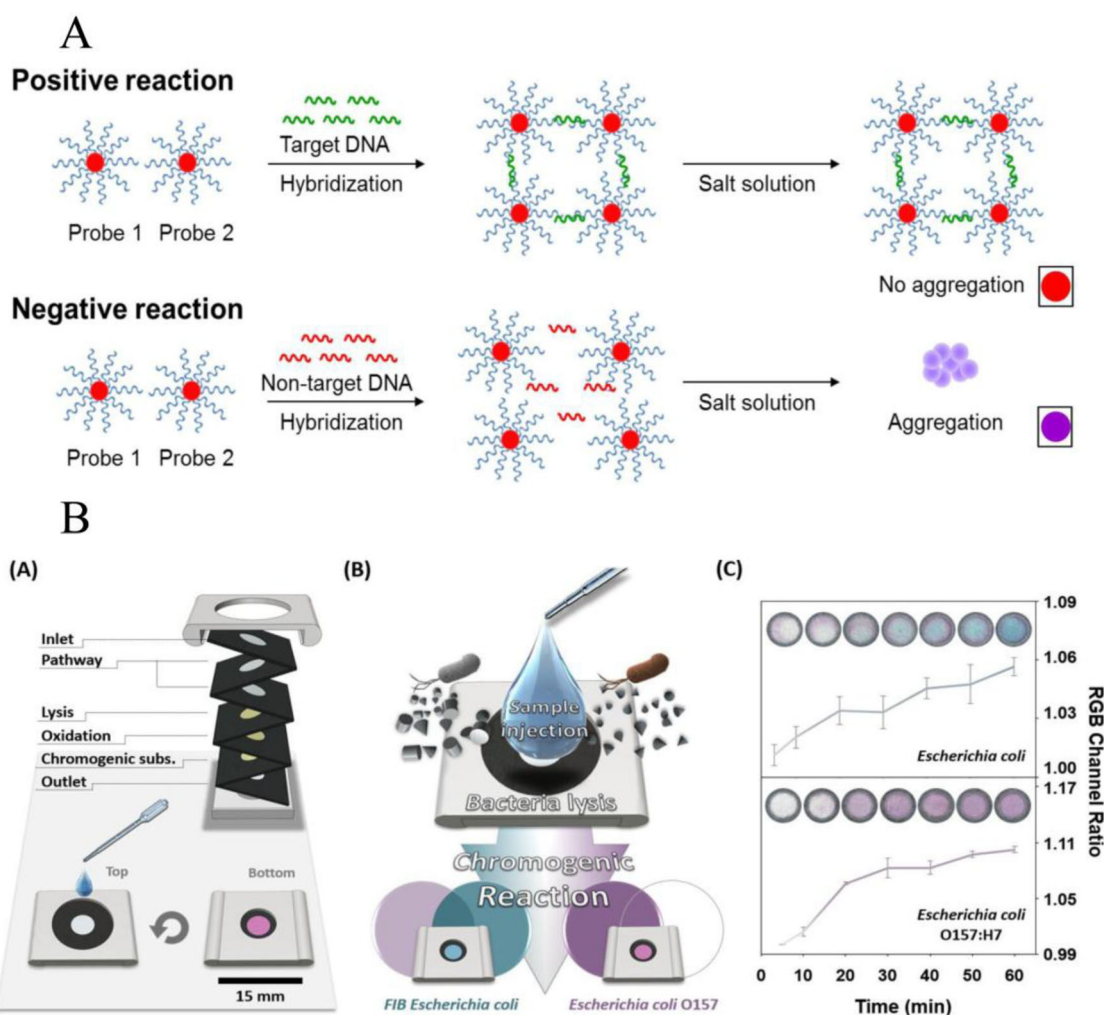 A
Positive reaction
Target DNA
Hybridization
Salt solution
Probe 1 Probe 2
No aggregation
Negative reaction
Non-target DNA
Hybridization
Salt solution
Probe 1 Probe 2
Aggregation
B
(A)
Inlet
Pathway
Lysis
Oxidation
Chromogenic subs.
Outlet
Top
Bottom
15 mm
(B)
Sample
injection
Bacteria lysis
Chromogenic
Reaction
FIB Escherichia coli
Escherichia coli O157
(C)
1.09
1.06
1.03
1.00
Escherichia coli
1.17
1.11
1.05
0.99
Escherichia coli
O157:H7
RGB Channel Ratio
0 10 20 30 40 50 60
Time (min)